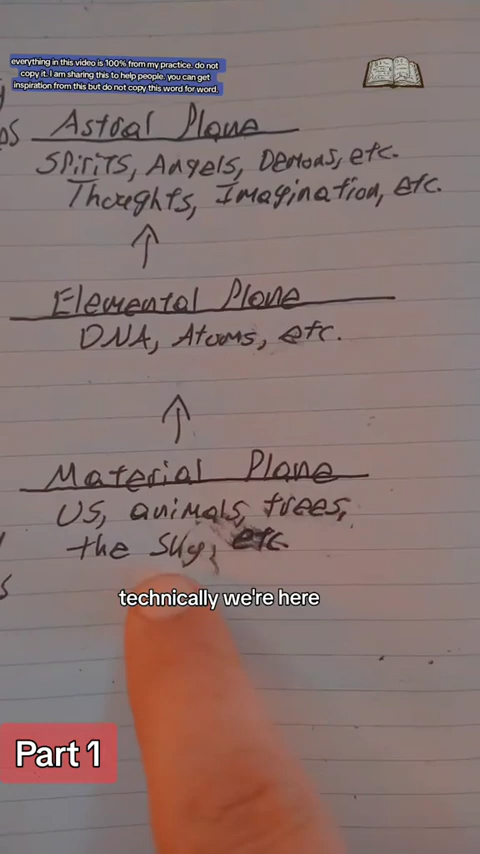 everything in this video is 100% from my practice. do not
copy it. I am sharing this to help people. you can get
inspiration from this but do not copy this word for word.
Astral Plane
Spirits, Angels, Demons, etc.
Thoughts, Imagination, etc.
Elemental Plane
DNA, Atoms, etc.
Material Plane
US, animals, trees,
the sky, etc
technically we're here
Part 1